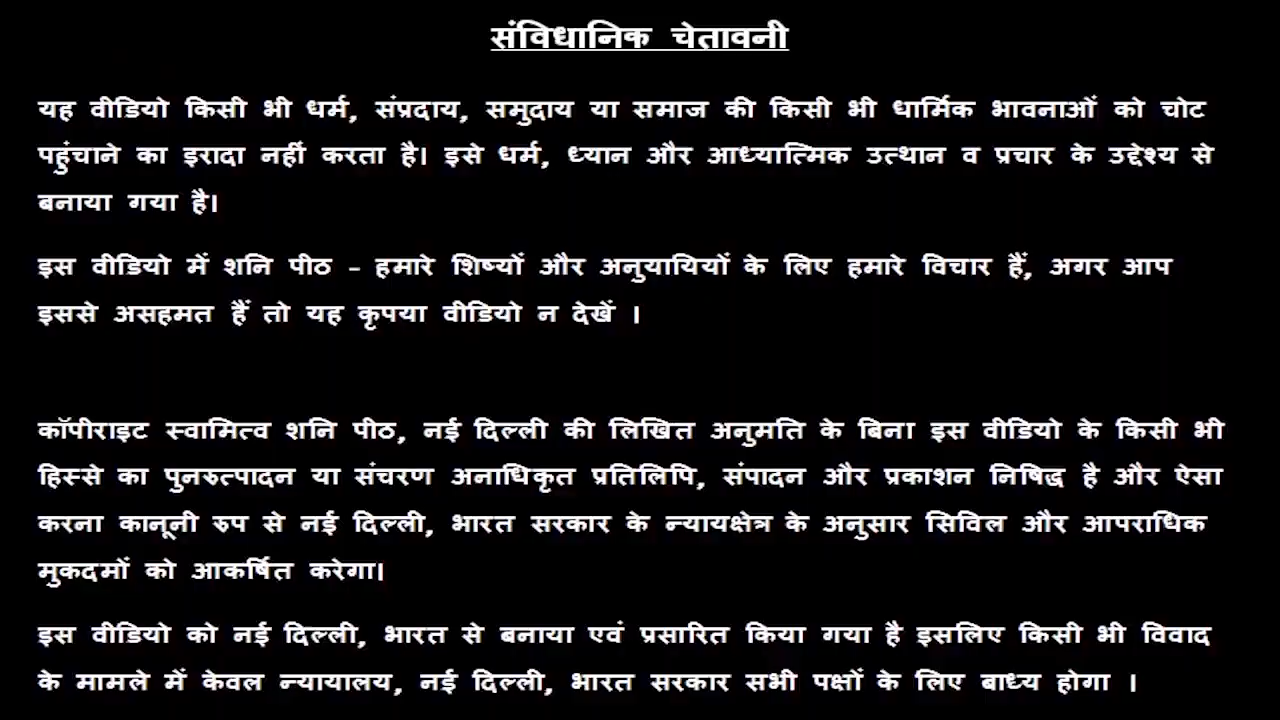 संविधानिक चेतावनी
यह वीडियो किसी भी धर्म, संप्रदाय, समुदाय या समाज की किसी भी धार्मिक भावनाओं को चोट
पहुंचाने का इरादा नहीं करता है। इसे धर्म, ध्यान और आध्यात्मिक उत्थान व प्रचार के उद्देश्य से
बनाया गया है।
इस वीडियो में शनि पीठ – हमारे शिष्यों और अनुयायियों के लिए हमारे विचार हैं, अगर आप
इससे असहमत हैं तो यह कृपया वीडियो न देखें ।
कॉपीराइट स्वामित्व शनि पीठ, नई दिल्ली की लिखित अनुमति के बिना इस वीडियो के किसी भी
हिस्से का पुनरुत्पादन या संचरण अनाधिकृत प्रतिलिपि, संपादन और प्रकाशन निषिद्ध है और ऐसा
करना कानूनी रुप से नई दिल्ली, भारत सरकार के न्यायक्षेत्र के अनुसार सिविल और आपराधिक
मुकदमों को आकर्षित करेगा।
इस वीडियो को नई दिल्ली, भारत से बनाया एवं प्रसारित किया गया है इसलिए किसी भी विवाद
के मामले में केवल न्यायालय, नई दिल्ली, भारत सरकार सभी पक्षों के लिए बाध्य होगा ।